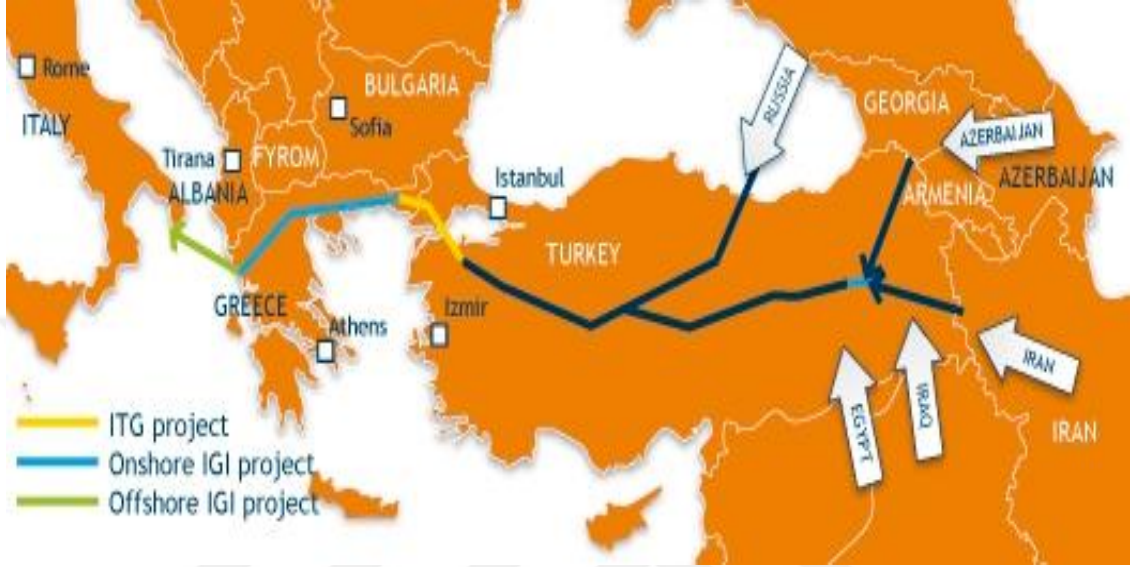 Rome
ITALY
BULGARIA
Sofia
Tirana
FYROM
ALBANIA
Istanbul
RUSSIA
GEORGIA
AZERBAIJAN
AZERBAIJAN
ARMENIA
TURKEY
GREECE
Izmir
Athens
IRAN
IRAQ
EGYPT
IRAN
ITG project
Onshore IGI project
Offshore IGI project